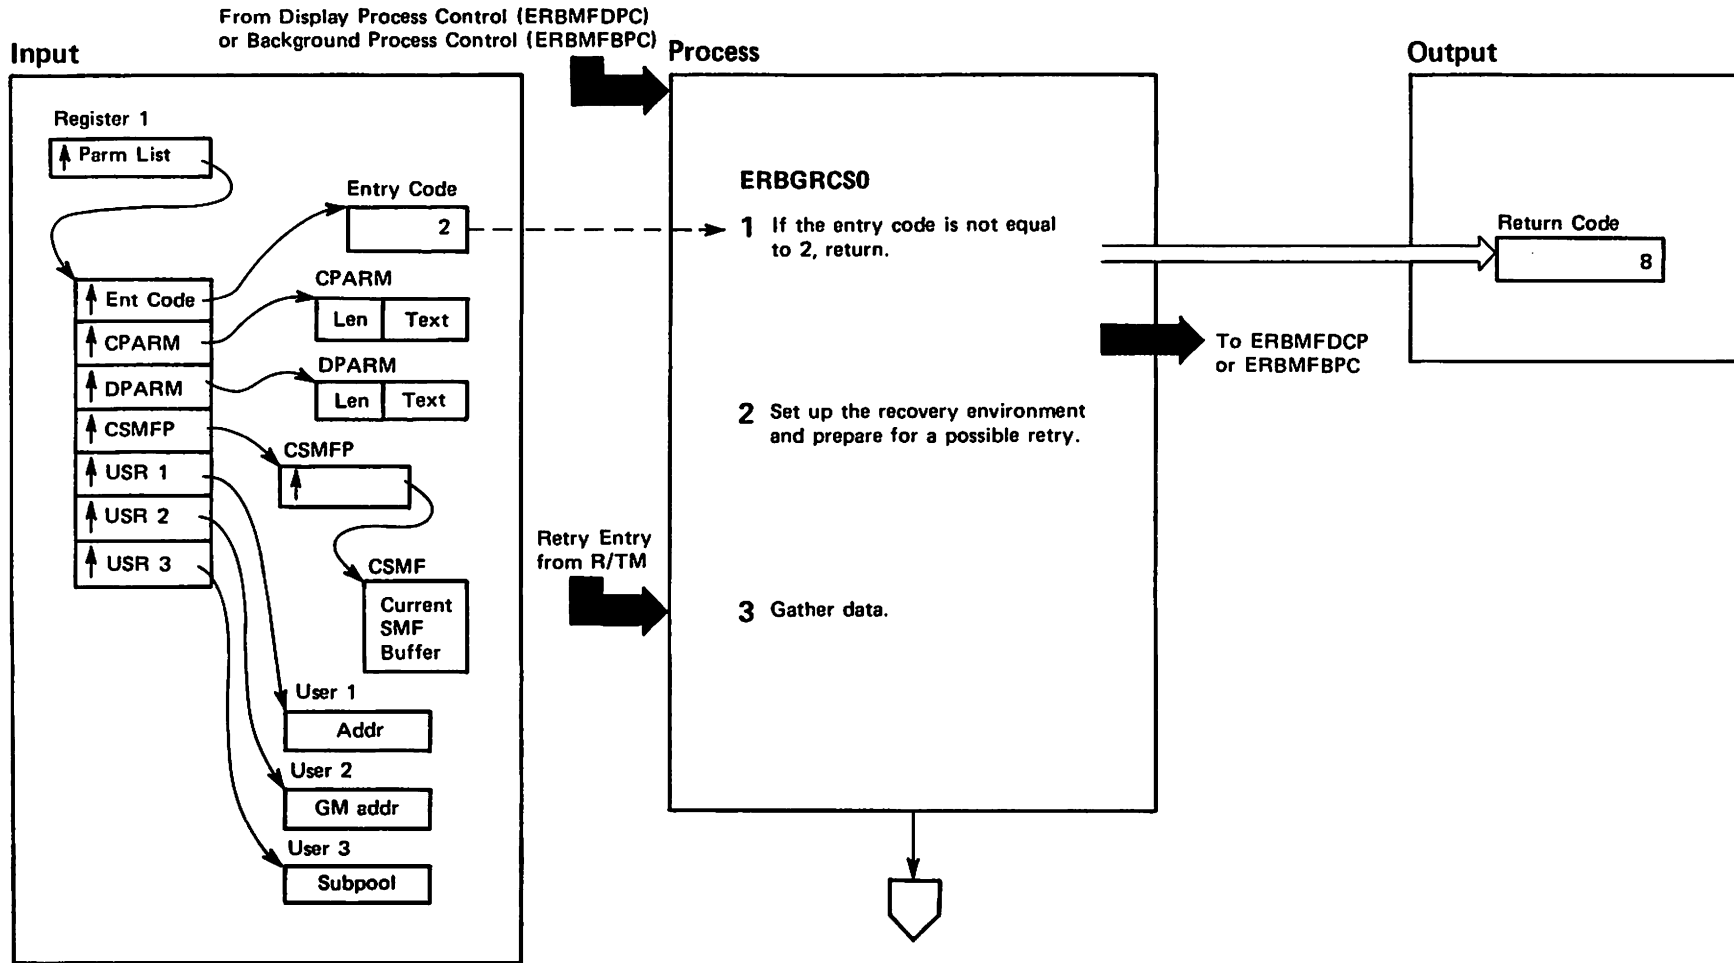 From Display Process Control (ERBMFDPC)
or Background Process Control (ERBMFBPC)
Input
Process
Output
Register 1
Parm List
Entry Code
2
Ent Code
CPARM
DPARM
CSMFP
USR 1
USR 2
USR 3
CPARM
Len Text
DPARM
Len Text
CSMFP
CSMF
Current
SMF
Buffer
User 1
Addr
User 2
GM addr
User 3
Subpool
ERBGRCS0
1 If the entry code is not equal
to 2, return.
2 Set up the recovery environment
and prepare for a possible retry.
Retry Entry
from R/TM
3 Gather data.
Return Code
8
To ERBMFDCP
or ERBMFBPC